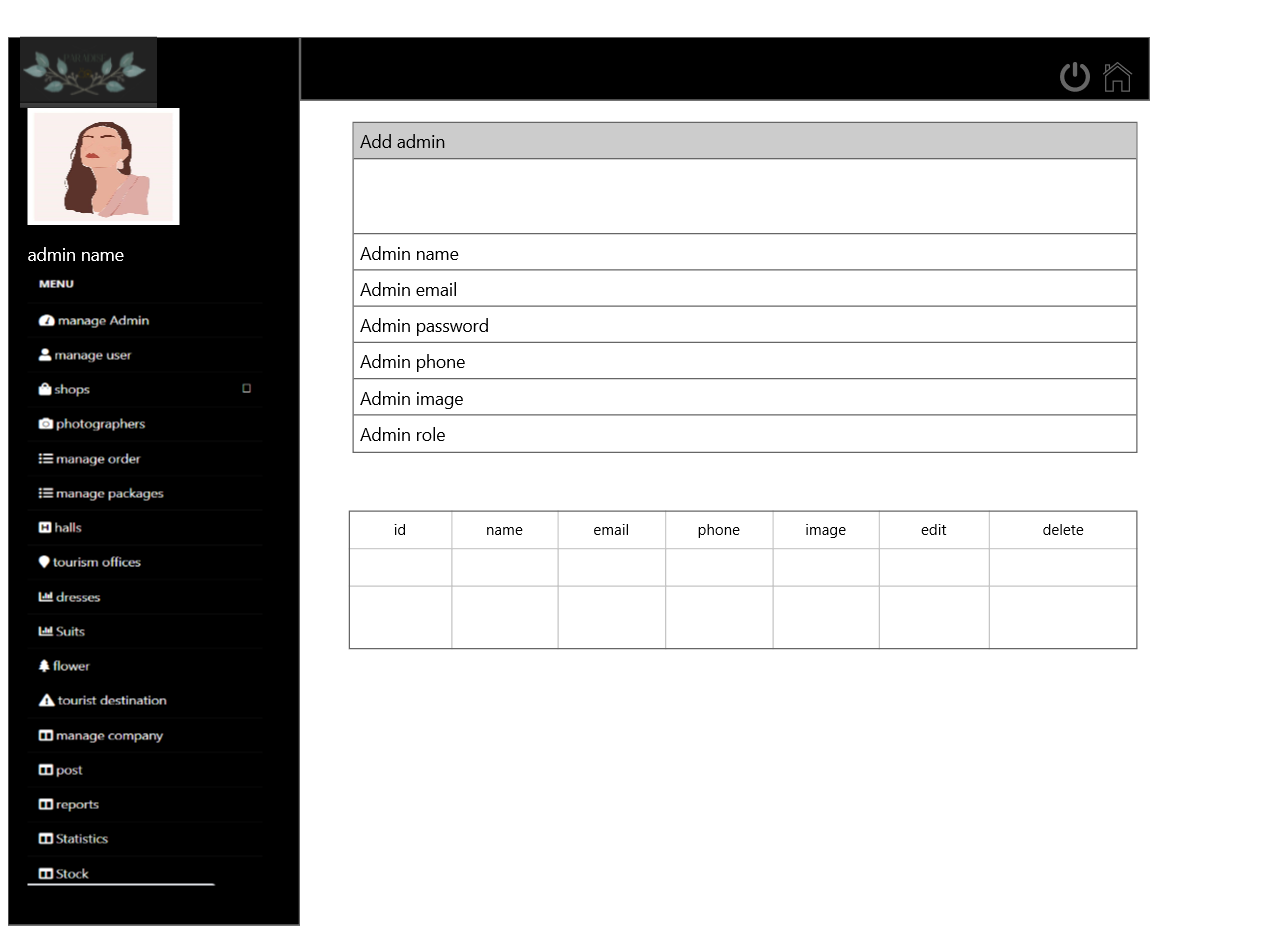 admin name
MENU
manage Admin
manage user
shops
photographers
manage order
manage packages
halls
tourism offices
dresses
Suits
flower
tourist destination
manage company
post
reports
Statistics
Stock
Add admin
Admin name
Admin email
Admin password
Admin phone
Admin image
Admin role
id name email phone image edit delete